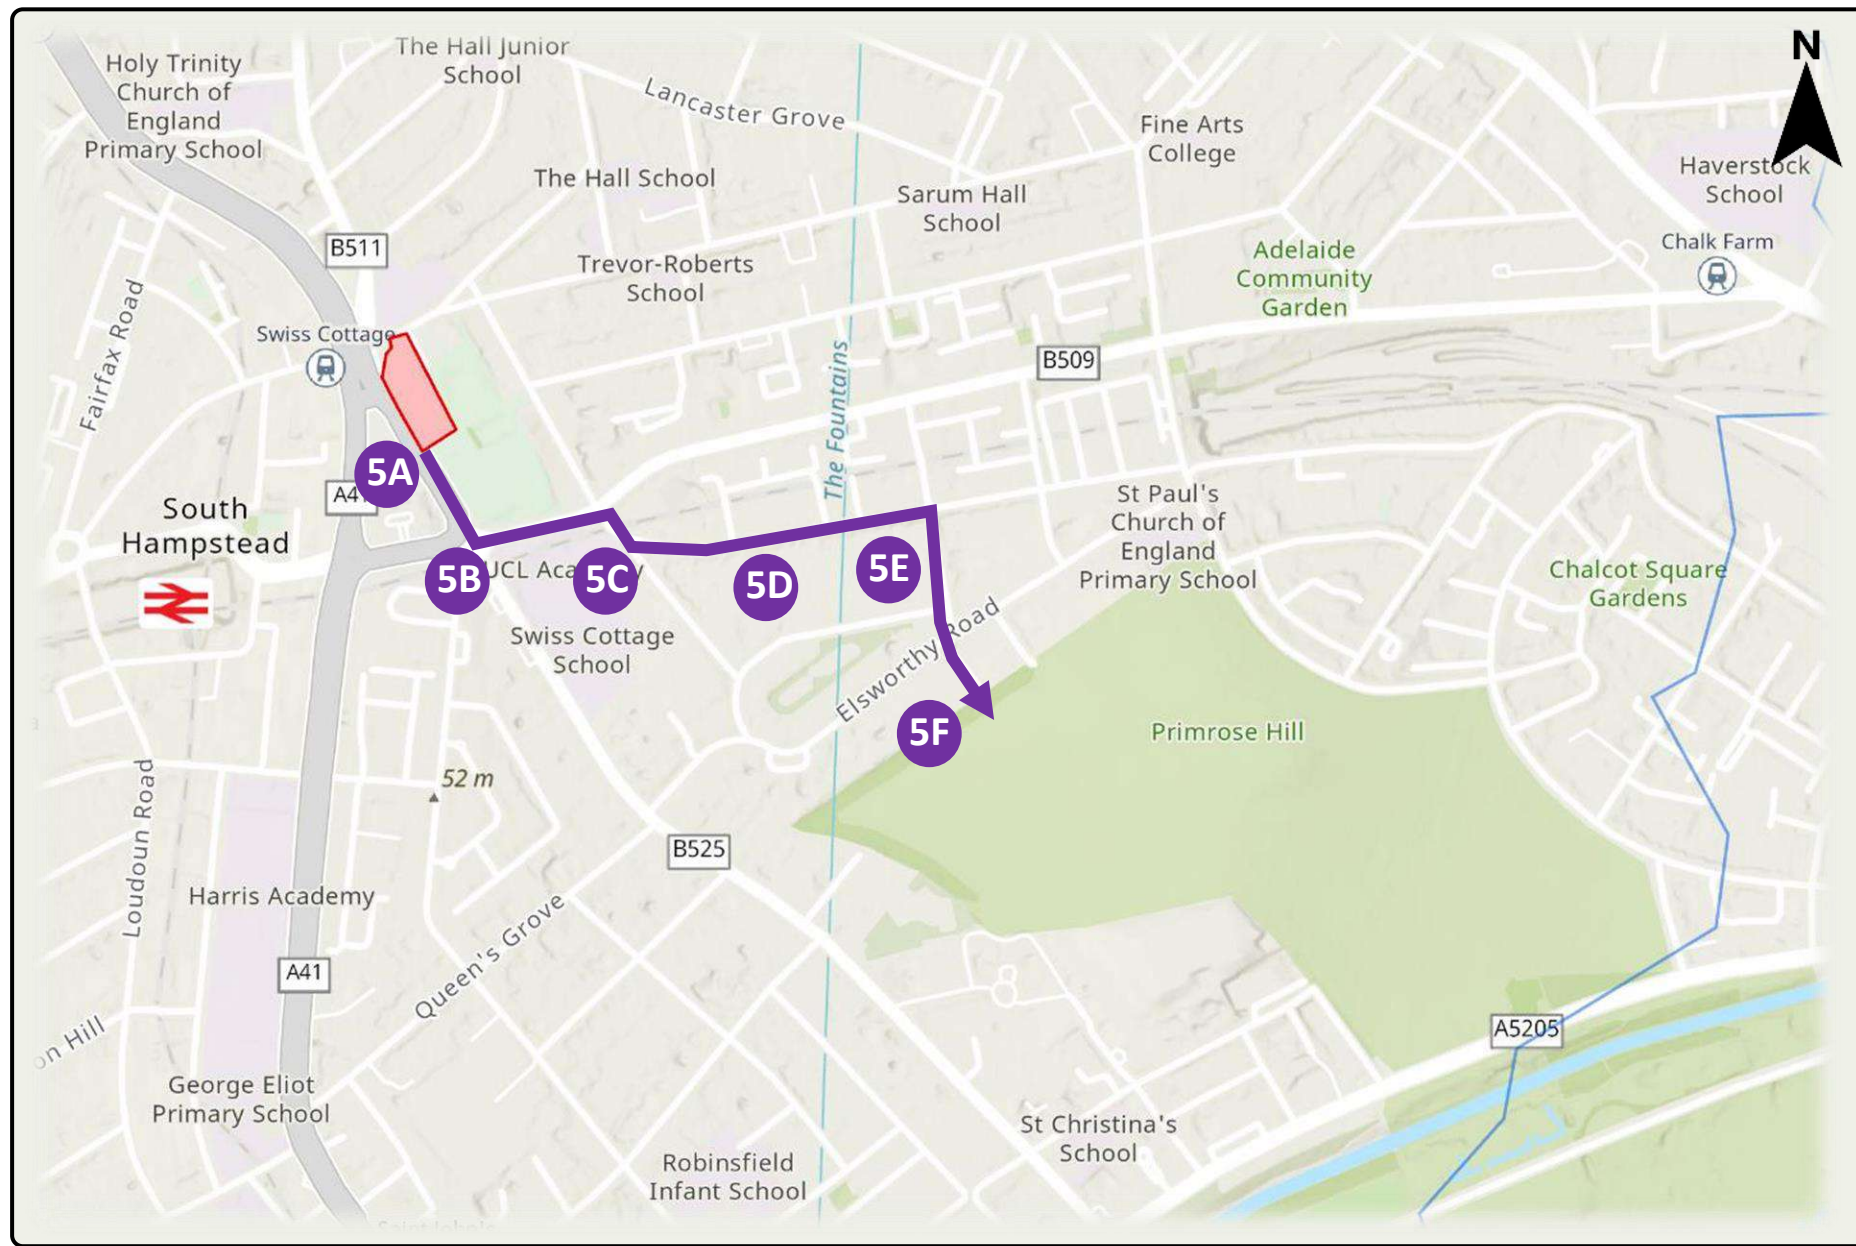 N
The Hall Junior
School
Holy Trinity
Church of
England
Primary School
Lancaster Grove
Fine Arts
College
Haverstock
School
The Hall School
Sarum Hall
School
B511
Trevor-Roberts
School
Adelaide
Community
Garden
Chalk Farm
Fairfax Road
Swiss Cottage
B509
The Fountains
5A
A41
South
Hampstead
St Paul's
Church of
England
Primary School
5B
UCL Academy
5C
5D
5E
Chalcot Square
Gardens
Swiss Cottage
School
Elsworthy Road
5F
Primrose Hill
52 m
Loudoun Road
B525
Harris Academy
Queen's Grove
A41
on Hill
A5205
George Eliot
Primary School
St Christina's
School
Robinsfield
Infant School